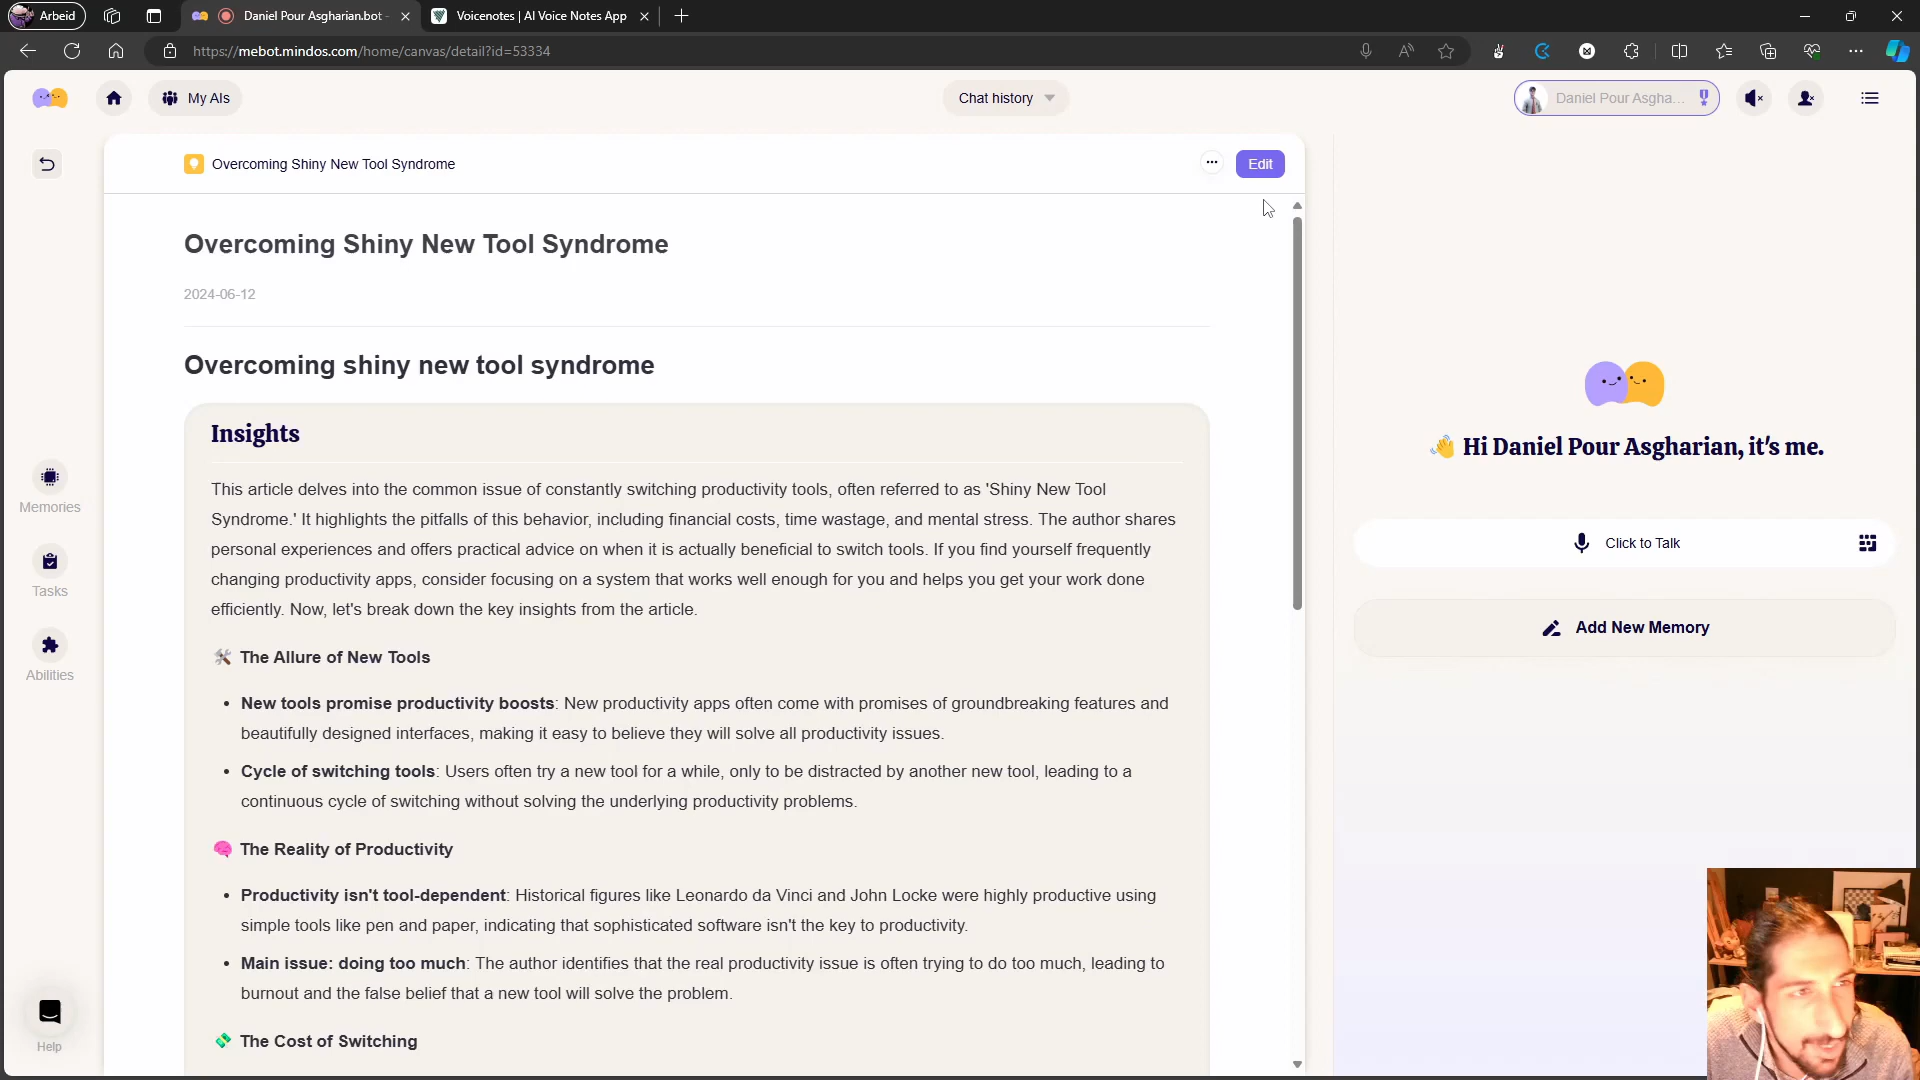 Arbeid
Daniel Pour Asgharian.bot -
Voicenotes | AI Voice Notes App
https://mebot.mindos.com/home/canvas/detail?id=53334
My AIs
Chat history
Daniel Pour Asgha...
Overcoming Shiny New Tool Syndrome
Edit
Overcoming Shiny New Tool Syndrome
2024-06-12
Overcoming shiny new tool syndrome
Insights
This article delves into the common issue of constantly switching productivity tools, often referred to as 'Shiny New Tool
Syndrome.' It highlights the pitfalls of this behavior, including financial costs, time wastage, and mental stress. The author shares
personal experiences and offers practical advice on when it is actually beneficial to switch tools. If you find yourself frequently
changing productivity apps, consider focusing on a system that works well enough for you and helps you get your work done
efficiently. Now, let's break down the key insights from the article.
🛠 The Allure of New Tools
• New tools promise productivity boosts: New productivity apps often come with promises of groundbreaking features and
beautifully designed interfaces, making it easy to believe they will solve all productivity issues.
• Cycle of switching tools: Users often try a new tool for a while, only to be distracted by another new tool, leading to a
continuous cycle of switching without solving the underlying productivity problems.
🧠 The Reality of Productivity
• Productivity isn't tool-dependent: Historical figures like Leonardo da Vinci and John Locke were highly productive using
simple tools like pen and paper, indicating that sophisticated software isn't the key to productivity.
• Main issue: doing too much: The author identifies that the real productivity issue is often trying to do too much, leading to
burnout and the false belief that a new tool will solve the problem.
💸 The Cost of Switching
Memories
Tasks
Abilities
Help
👋 Hi Daniel Pour Asgharian, it's me.
Click to Talk
Add New Memory